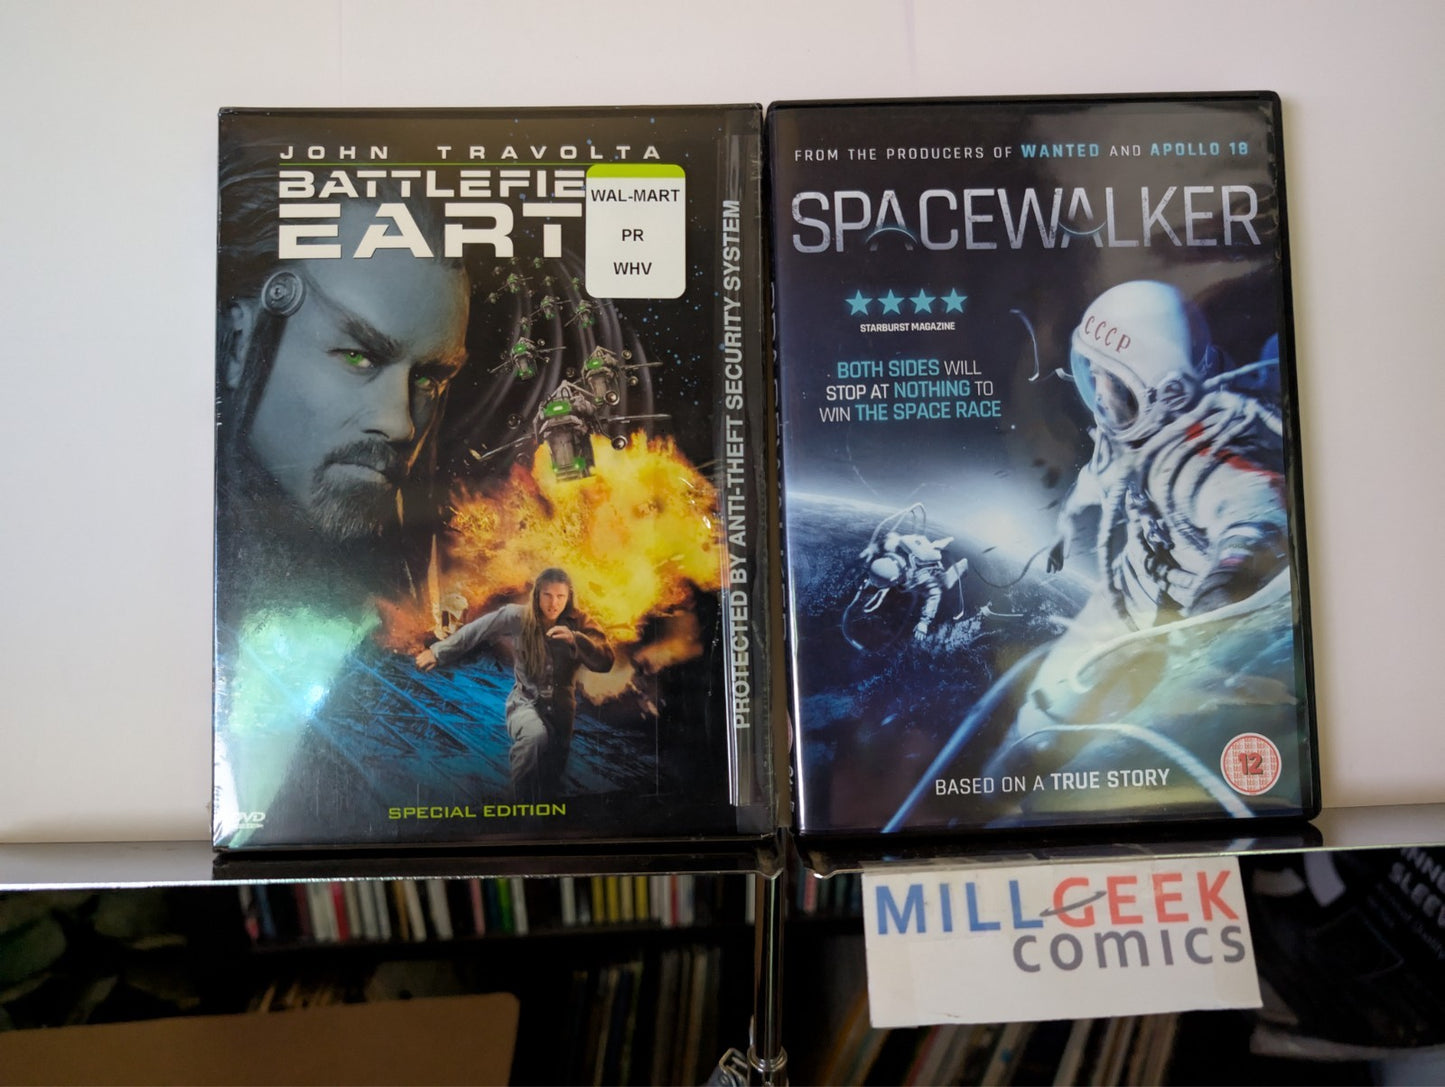 JOHN TRAVOLTA
BATTLEFIE
EART
WAL-MART
PR
WHV
PROTECTED BY ANTI-THEFT SECURITY SYSTEM
SPECIAL EDITION
DVD
FROM THE PRODUCERS OF WANTED AND APOLLO 18
SPACEWALKER
STARBURST MAGAZINE
BOTH SIDES WILL
STOP AT NOTHING TO
WIN THE SPACE RACE
CCCP
BASED ON A TRUE STORY
12
MILLGEEK
COMICS
INNE
SLEEV